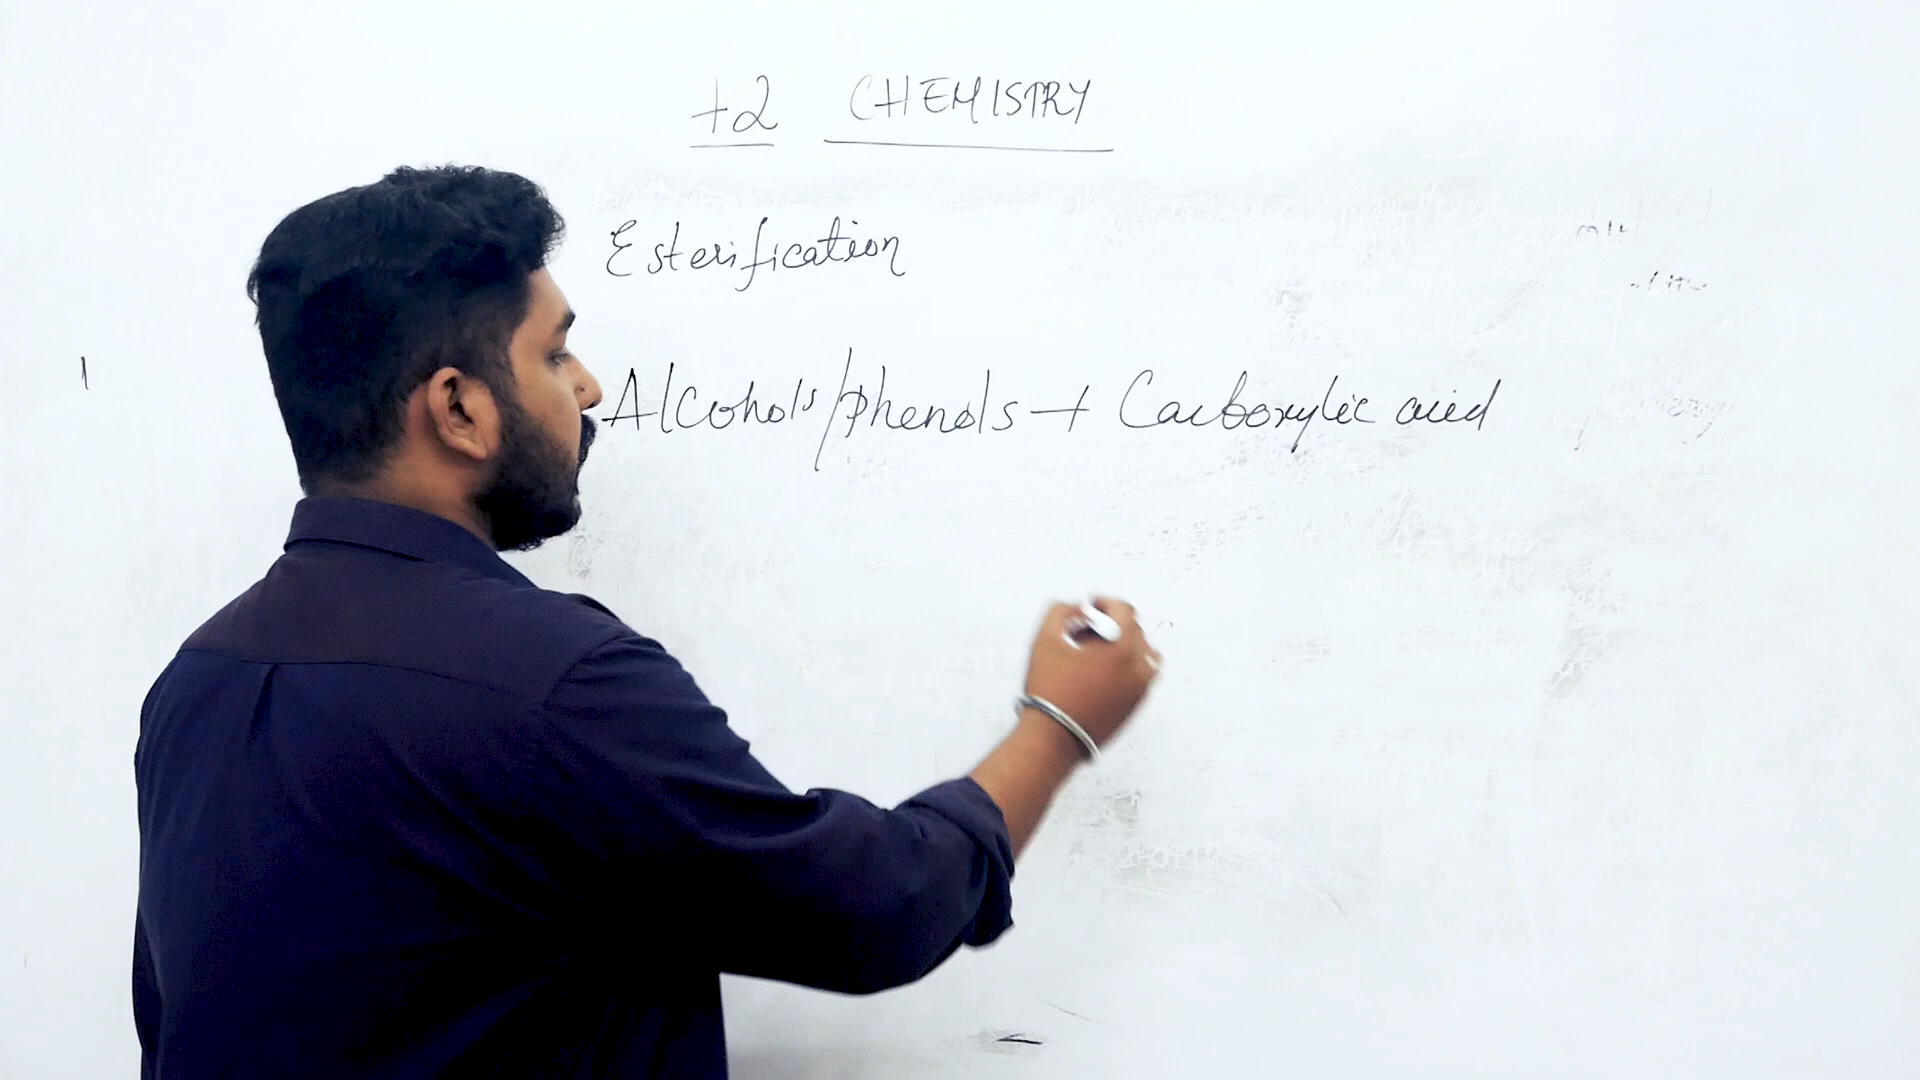 +2 CHEMISTRY
Esterification
Alcohols/phenols + Carboxylic acid